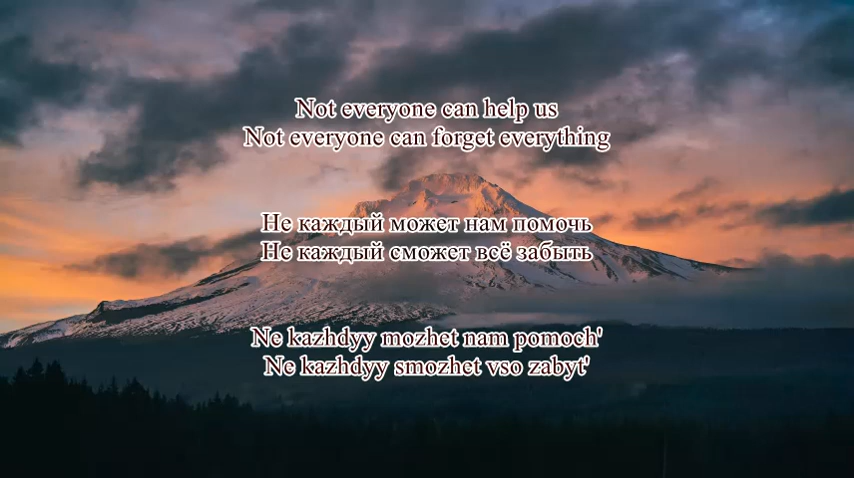 Not everyone can help us
Not everyone can forget everything
Не каждый может нам помочь
Не каждый сможет всё забыть
Ne kazhdyy mozhet nam pomoch'
Ne kazhdyy smozhet vso zabyt'